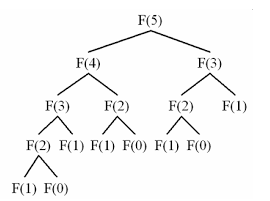 F(5)
F(4) F(3)
F(3) F(2) F(2) F(1)
F(2) F(1) F(1) F(0) F(1) F(0)
F(1) F(0)